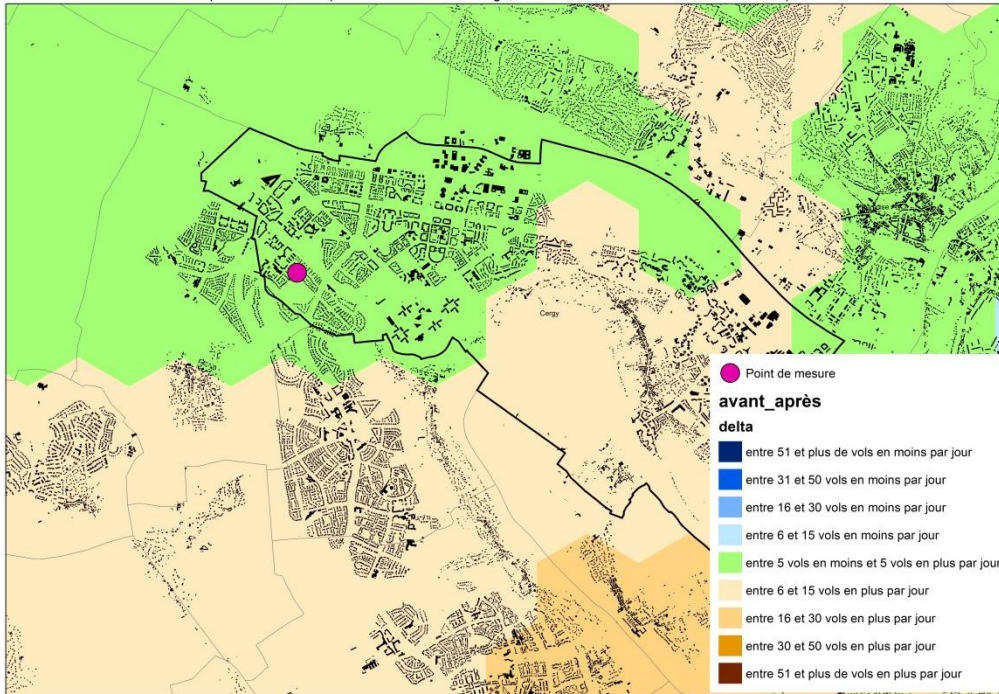 Cergy
Point de mesure
avant_après
delta
entre 51 et plus de vols en moins par jour
entre 31 et 50 vols en moins par jour
entre 16 et 30 vols en moins par jour
entre 6 et 15 vols en moins par jour
entre 5 vols en moins et 5 vols en plus par jour
entre 6 et 15 vols en plus par jour
entre 16 et 30 vols en plus par jour
entre 30 et 50 vols en plus par jour
entre 51 et plus de vols en plus par jour